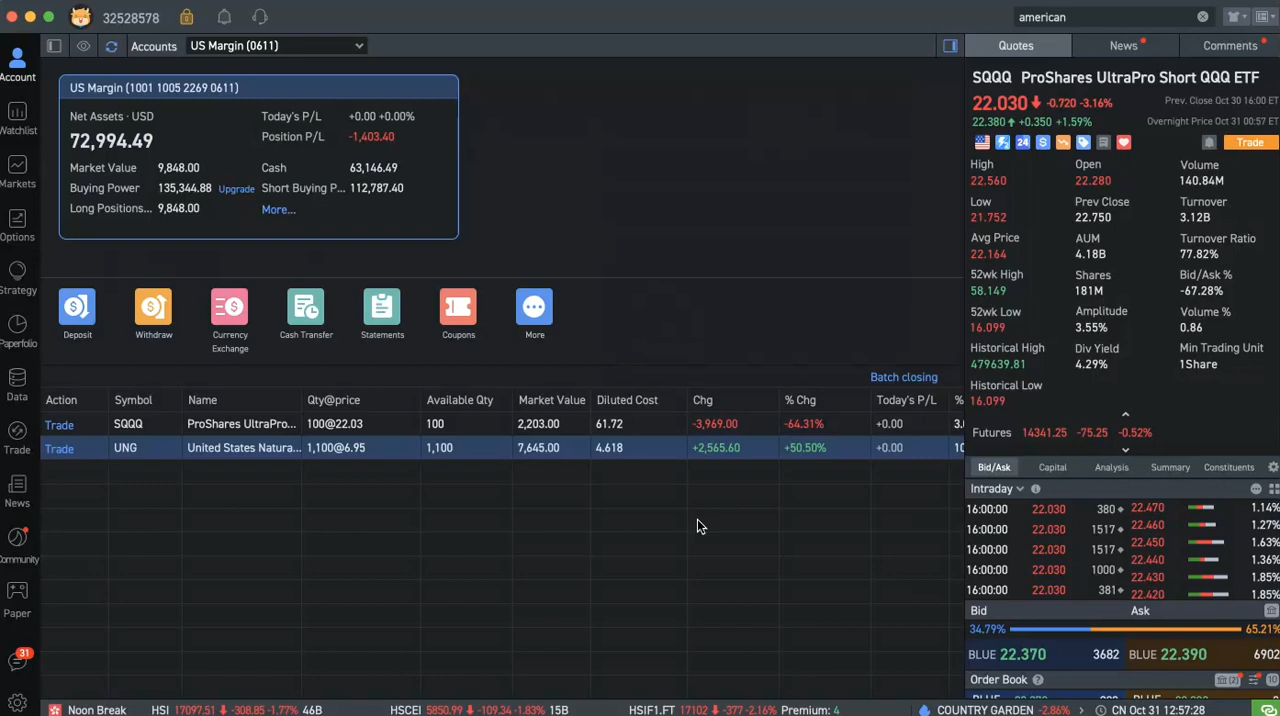 32528578
american
Accounts US Margin (0611)
Quotes News Comments
Account
Watchlist
Markets
Options
Strategy
Paperfolio
Data
Trade
News
Community
Paper
31
US Margin (1001 1005 2269 0611)
Net Assets · USD Today's P/L +0.00 +0.00%
72,994.49 Position P/L -1,403.40
Market Value 9,848.00 Cash 63,146.49
Buying Power 135,344.88 Upgrade Short Buying P... 112,787.40
Long Positions... 9,848.00 More...
Deposit Withdraw Currency Exchange Cash Transfer Statements Coupons More
Batch closing
Action Symbol Name Qty@price Available Qty Market Value Diluted Cost Chg % Chg Today's P/L %
Trade SQQQ ProShares UltraPro... 100@22.03 100 2,203.00 61.72 -3,969.00 -64.31% +0.00 3.
Trade UNG United States Natura... 1,100@6.95 1,100 7,645.00 4.618 +2,565.60 +50.50% +0.00 10
SQQQ ProShares UltraPro Short QQQ ETF
22.030 -0.720 -3.16% Prev. Close Oct 30 16:00 ET
22.380 +0.350 +1.59% Overnight Price Oct 31 00:57 ET
24 Trade
High Open Volume
22.560 22.280 140.84M
Low Prev Close Turnover
21.752 22.750 3.12B
Avg Price AUM Turnover Ratio
22.164 4.18B 77.82%
52wk High Shares Bid/Ask %
58.149 181M -67.28%
52wk Low Amplitude Volume %
16.099 3.55% 0.86
Historical High Div Yield Min Trading Unit
479639.81 4.29% 1Share
Historical Low
16.099
Futures 14341.25 -75.25 -0.52%
Bid/Ask Capital Analysis Summary Constituents
Intraday
16:00:00 22.030 380 22.470 1.14%
16:00:00 22.030 1517 22.460 1.27%
16:00:00 22.030 1517 22.450 1.63%
16:00:00 22.030 1000 22.440 1.36%
16:00:00 22.030 381 22.430 1.85%
22.420 1.85%
Bid Ask
34.79% 65.21%
BLUE 22.370 3682 BLUE 22.390 6902
Order Book (2) 10
Noon Break HSI 17097.51 -308.85 -1.77% 46B HSCEI 5850.99 -109.34 -1.83% 15B HSIF1.FT 17102 -377 -2.16% Premium: 4 COUNTRY GARDEN -2.86% CN Oct 31 12:57:28